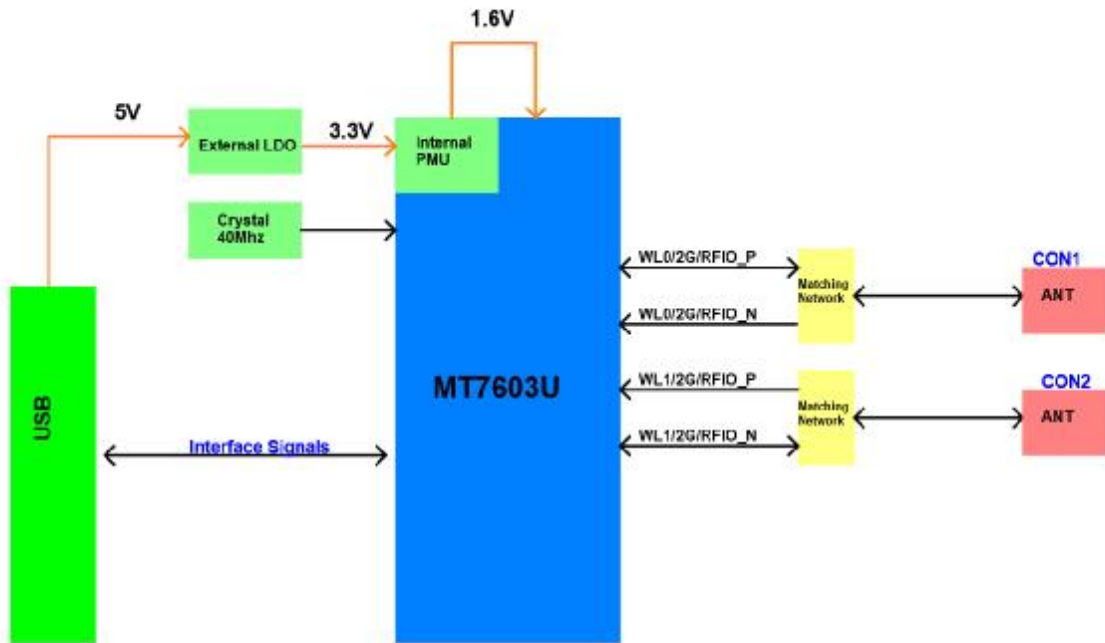 1.6V
5V
External LDO
3.3V
Internal
PMU
Crystal
40Mhz
WL0/2G/RFIO_P
Matching
Network
CON1
ANT
WL0/2G/RFIO_N
MT7603U
WL1/2G/RFIO_P
Matching
Network
CON2
ANT
WL1/2G/RFIO_N
USB
Interface Signals